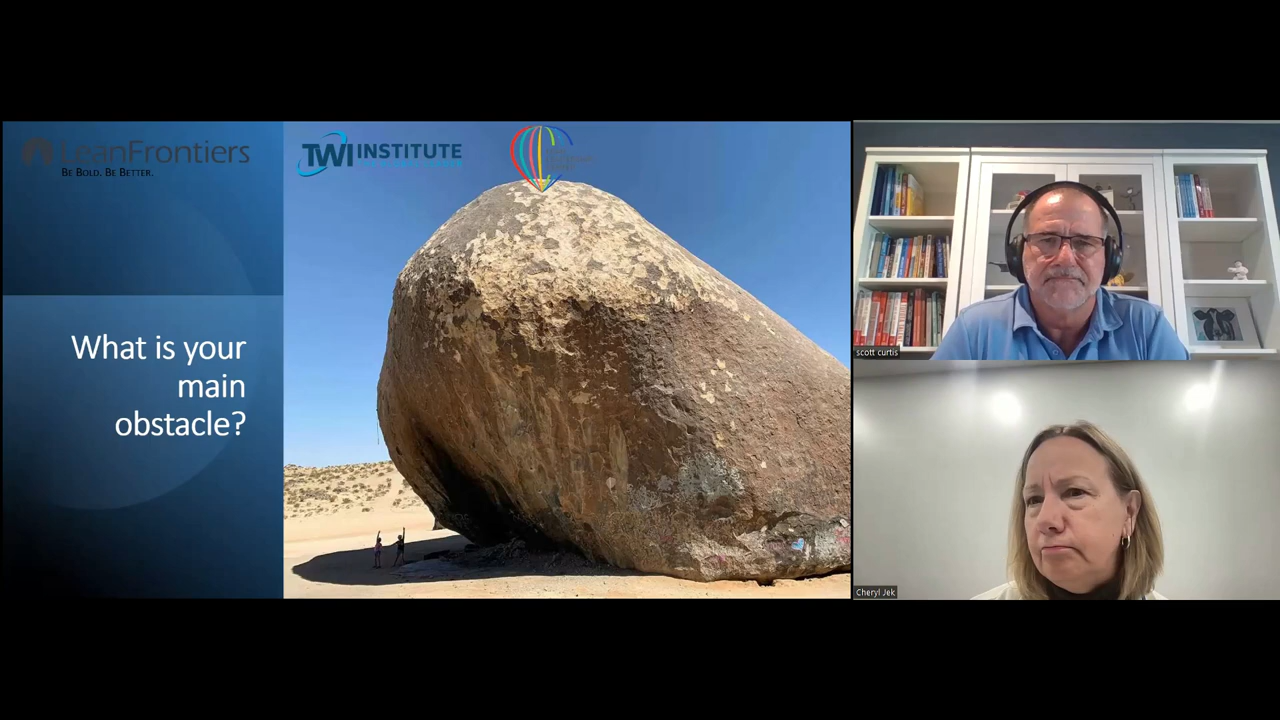 LeanFrontiers
BE BOLD. BE BETTER.
TWI INSTITUTE
What is your
main
obstacle?
scott curtis
Cheryl Jek